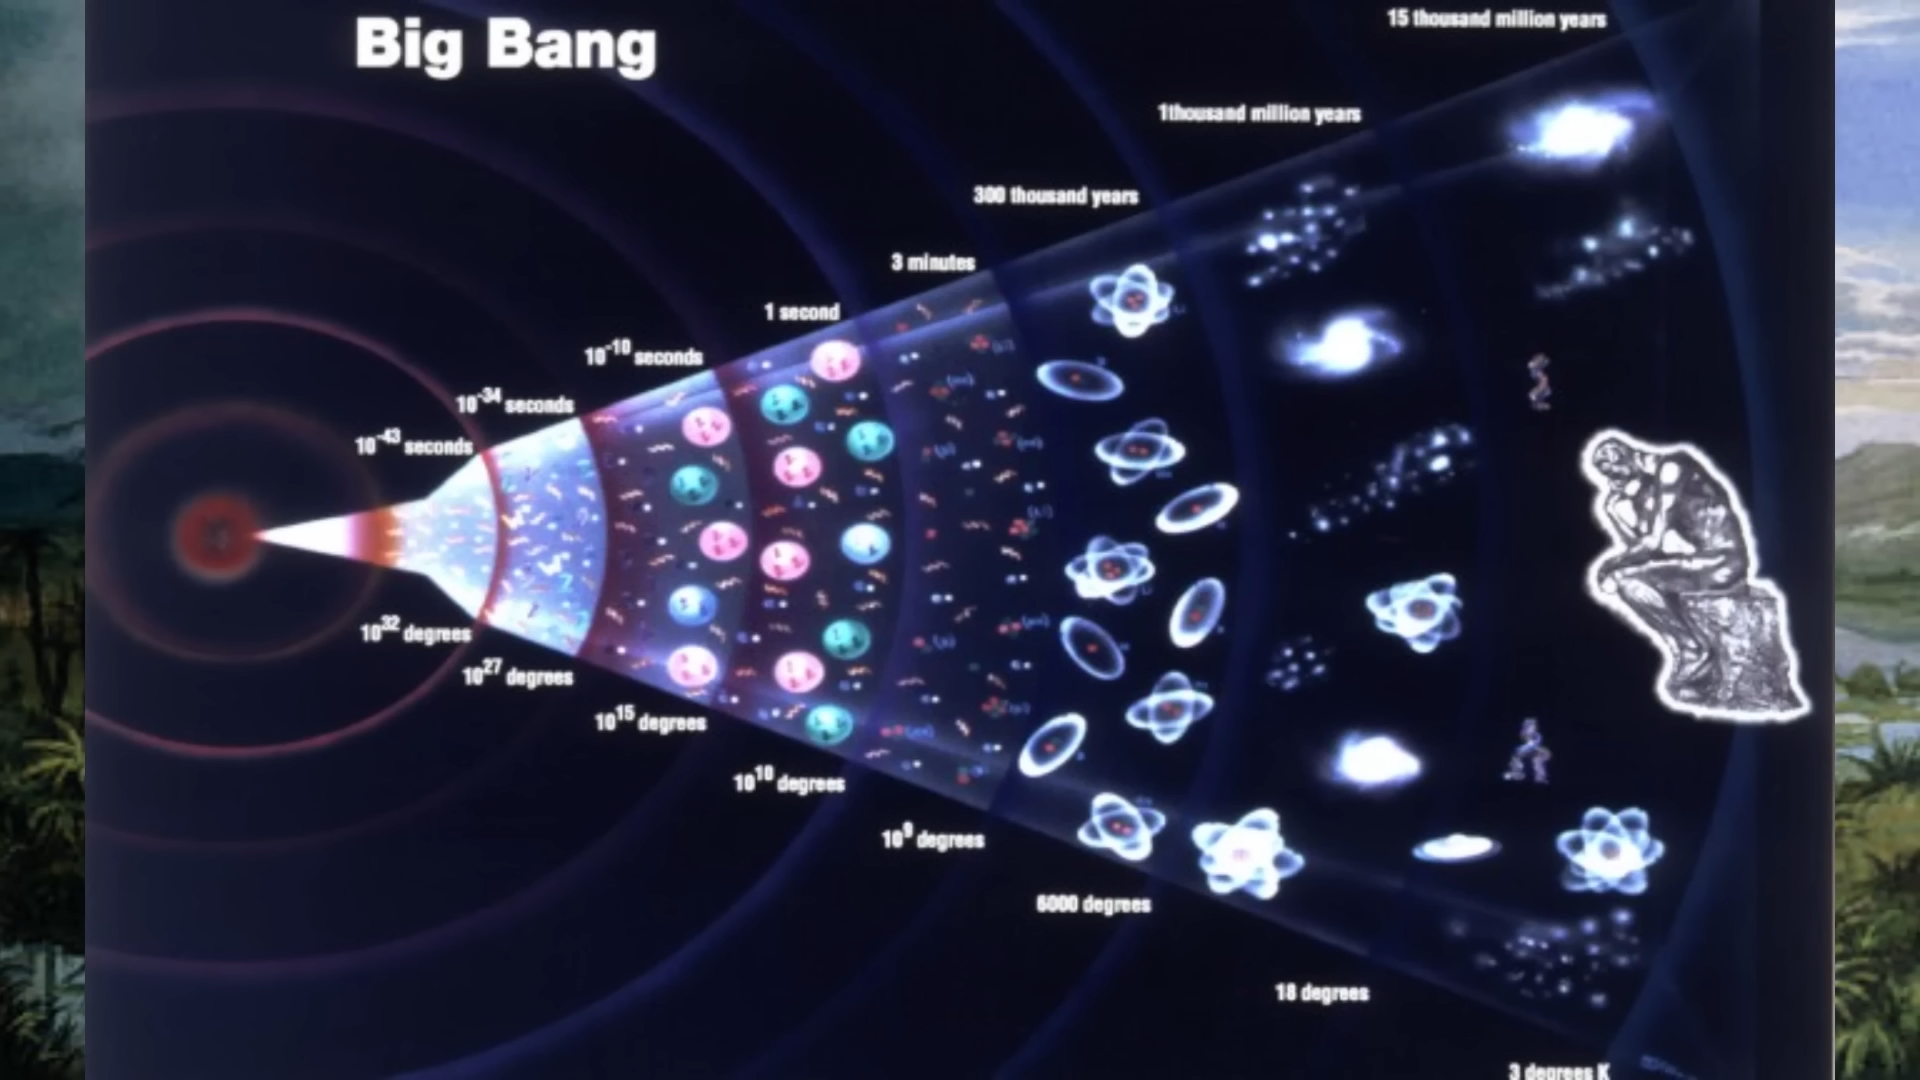 Big Bang
15 thousand million years
1thousand million years
300 thousand years
3 minutes
1 second
10⁻¹⁰ seconds
10⁻³⁴ seconds
10⁻⁴³ seconds
10³² degrees
10²⁷ degrees
10¹⁵ degrees
10¹⁰ degrees
10⁹ degrees
6000 degrees
18 degrees
3 degrees K